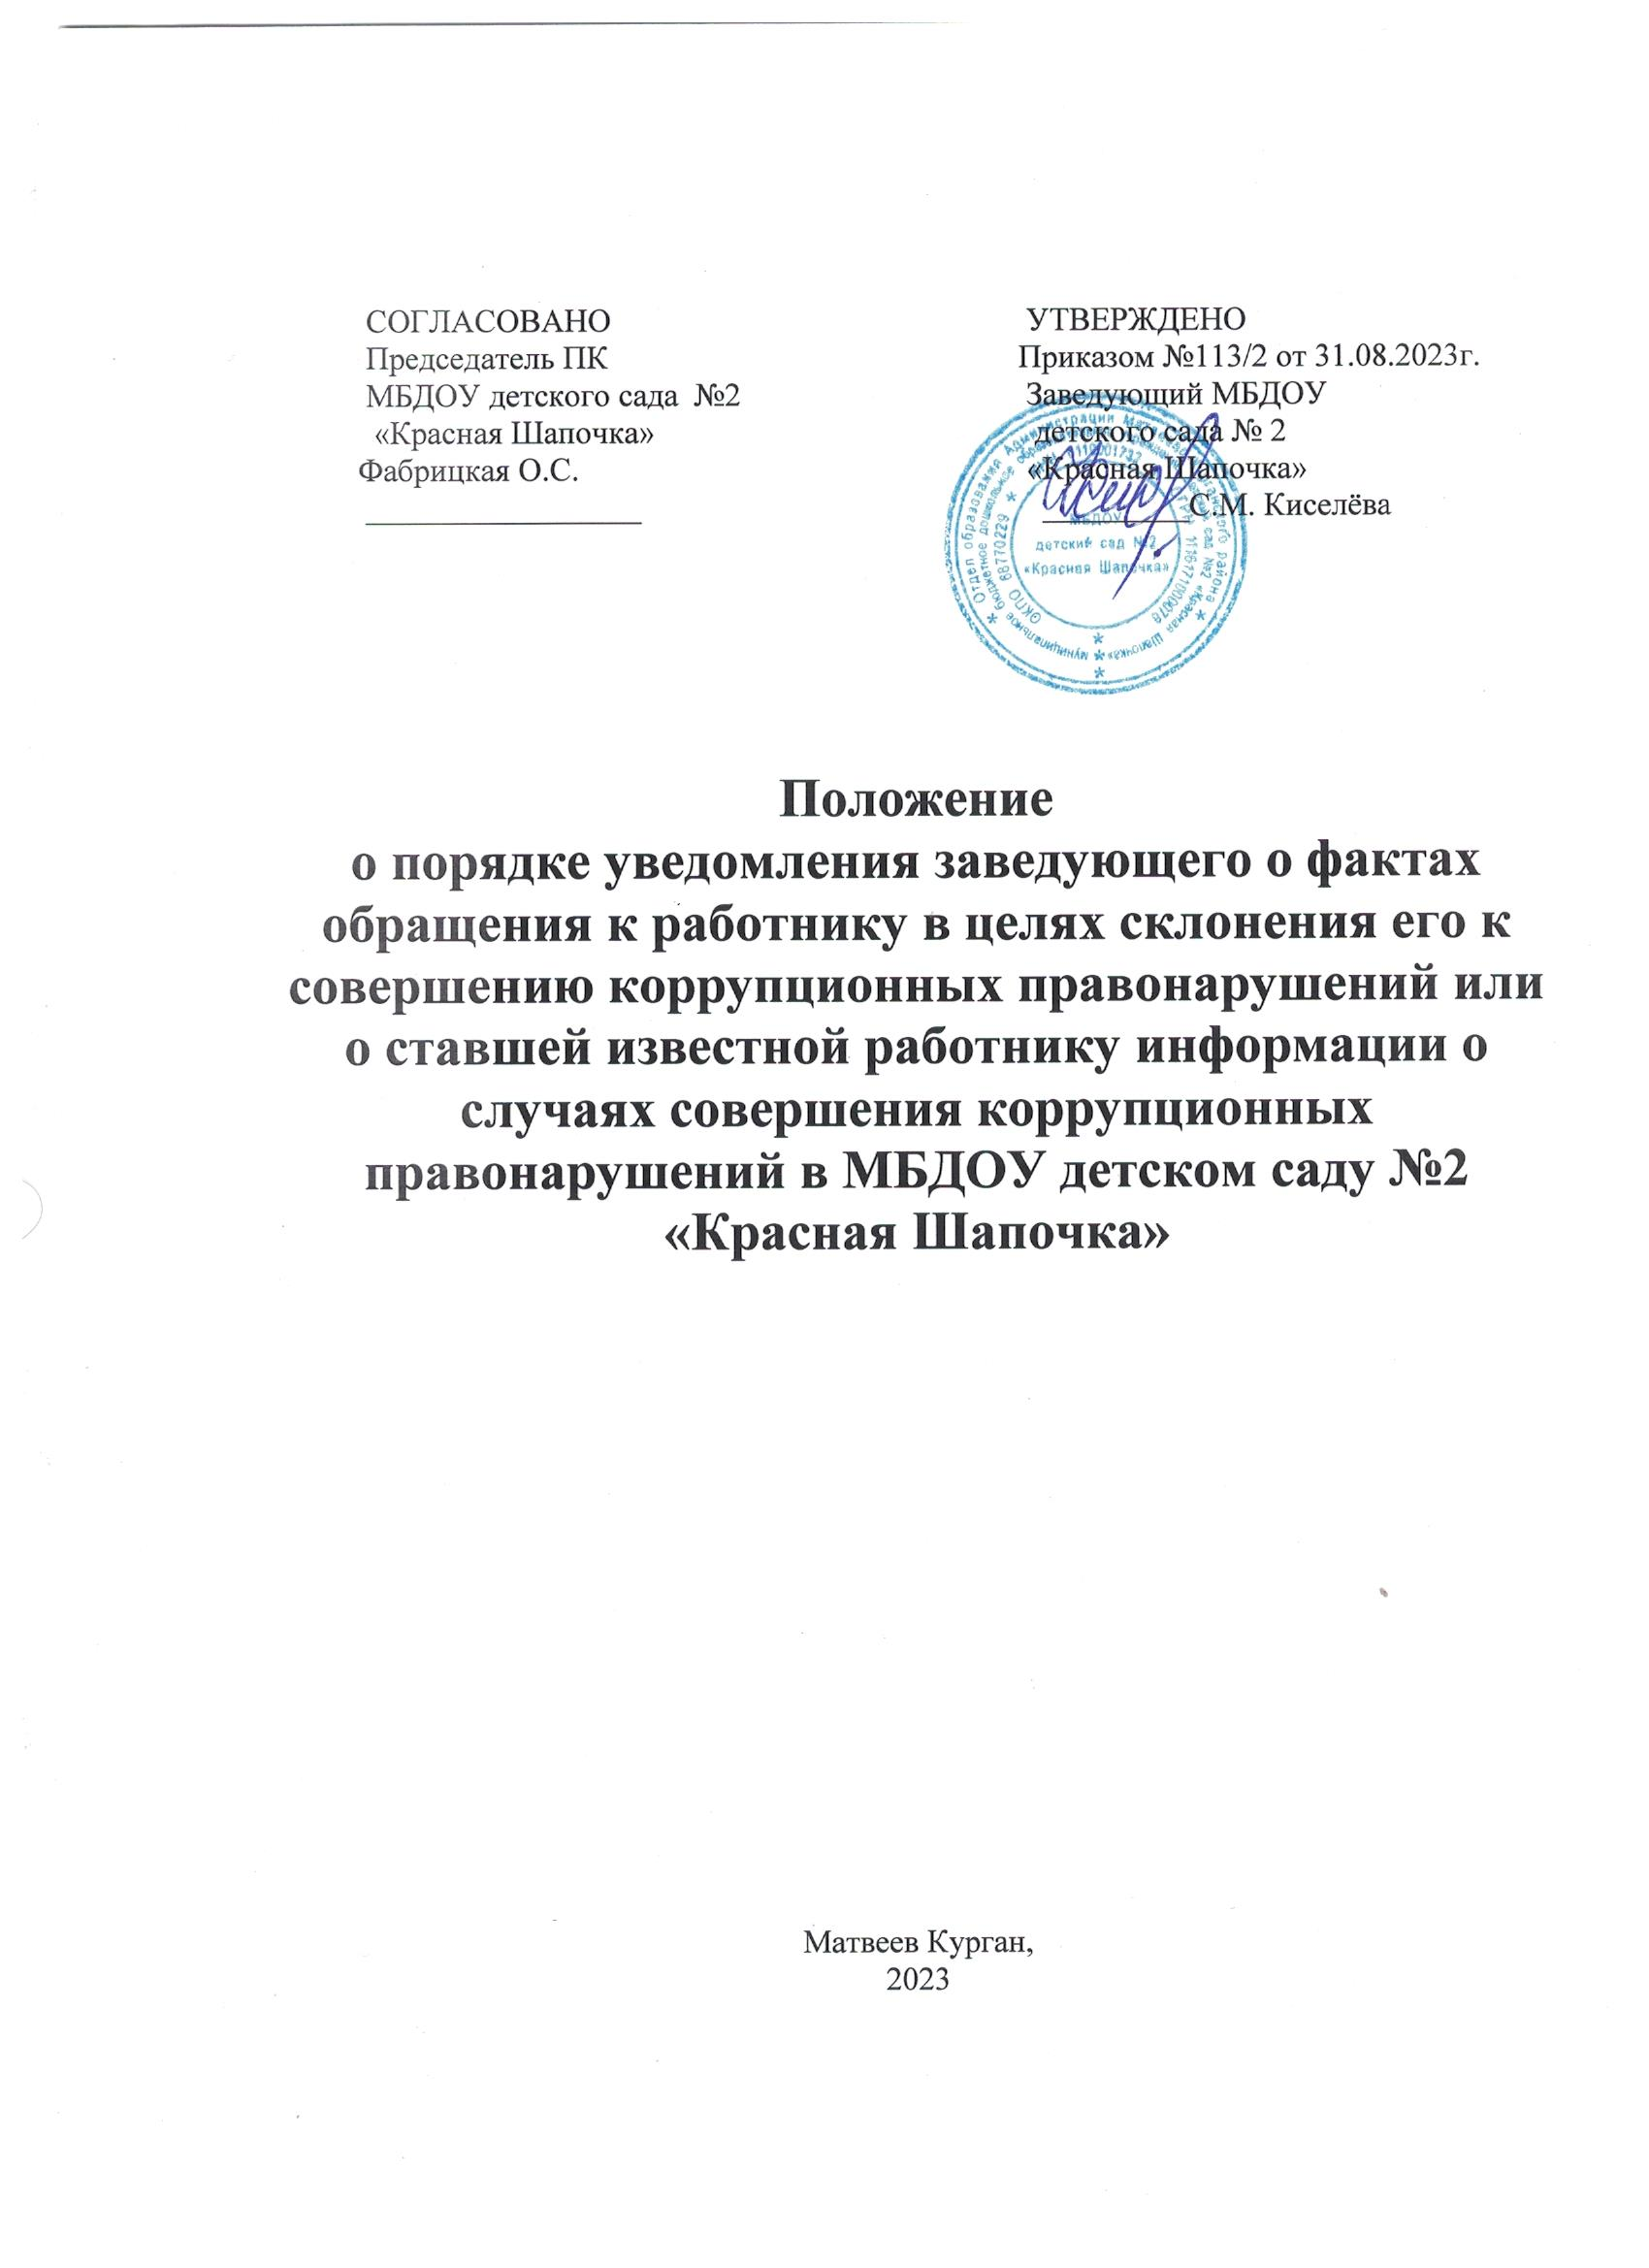 СОГЛАСОВАНО
Председатель ПК
МБДОУ детского сада №2
«Красная Шапочка»
Фабрицкая О.С.
УТВЕРЖДЕНО
Приказом №113/2 от 31.08.2023г.
Заведующий МБДОУ
детского сада № 2
«Красная Шапочка»
С.М. Киселёва
МБДОУ
детский сад №2
«Красная Шапочка»
Положение
о порядке уведомления заведующего о фактах
обращения к работнику в целях склонения его к
совершению коррупционных правонарушений или
о ставшей известной работнику информации о
случаях совершения коррупционных
правонарушений в МБДОУ детском саду №2
«Красная Шапочка»
Матвеев Курган,
2023